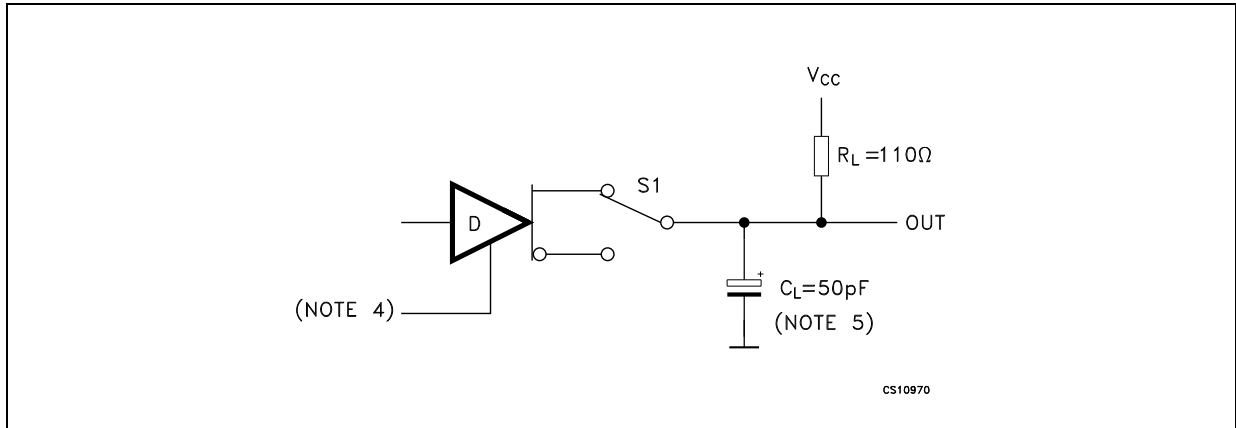 VCC
RL=110Ω
S1
D
OUT
+
CL=50pF
(NOTE 4)
(NOTE 5)
CS10970